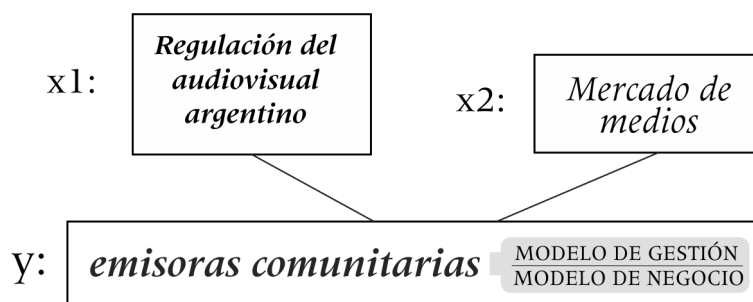 x1:
Regulación del
audiovisual
argentino
x2:
Mercado de
medios
y:
emisoras comunitarias
MODELO DE GESTIÓN
MODELO DE NEGOCIO